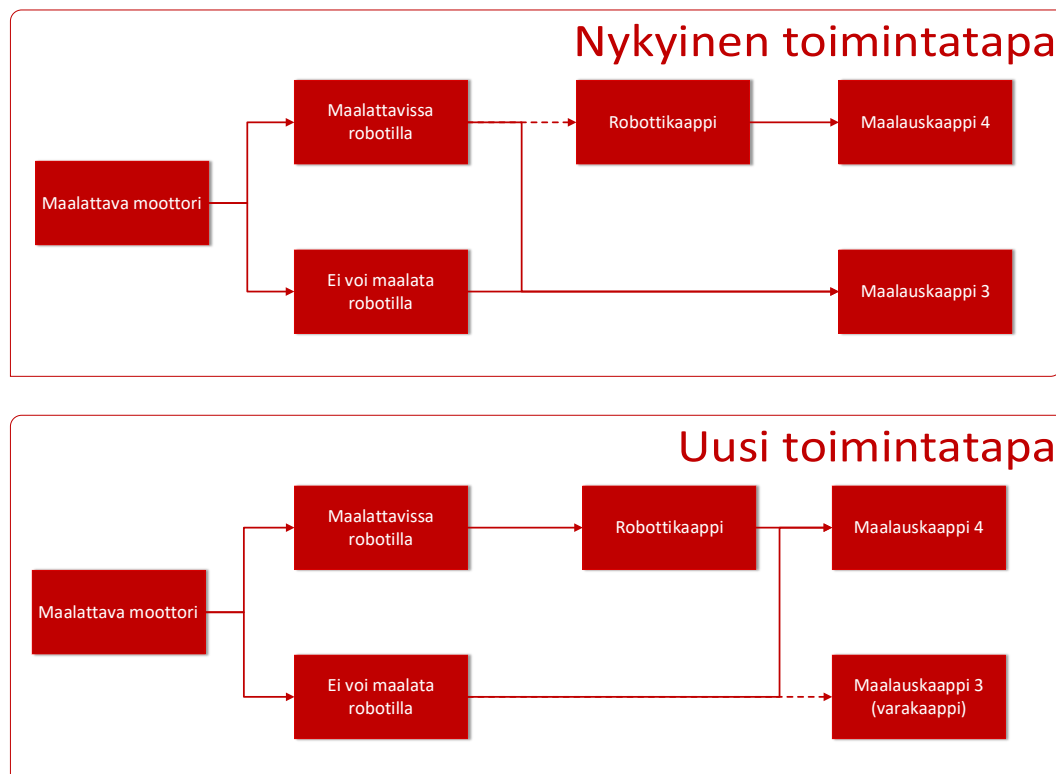 Nykyinen toimintatapa
Maalattavissa
robotilla
Robottikaappi
Maalauskaappi 4
Maalattava moottori
Ei voi maalata
robotilla
Maalauskaappi 3
Uusi toimintatapa
Maalattavissa
robotilla
Robottikaappi
Maalauskaappi 4
Maalattava moottori
Ei voi maalata
robotilla
Maalauskaappi 3
(varakaappi)